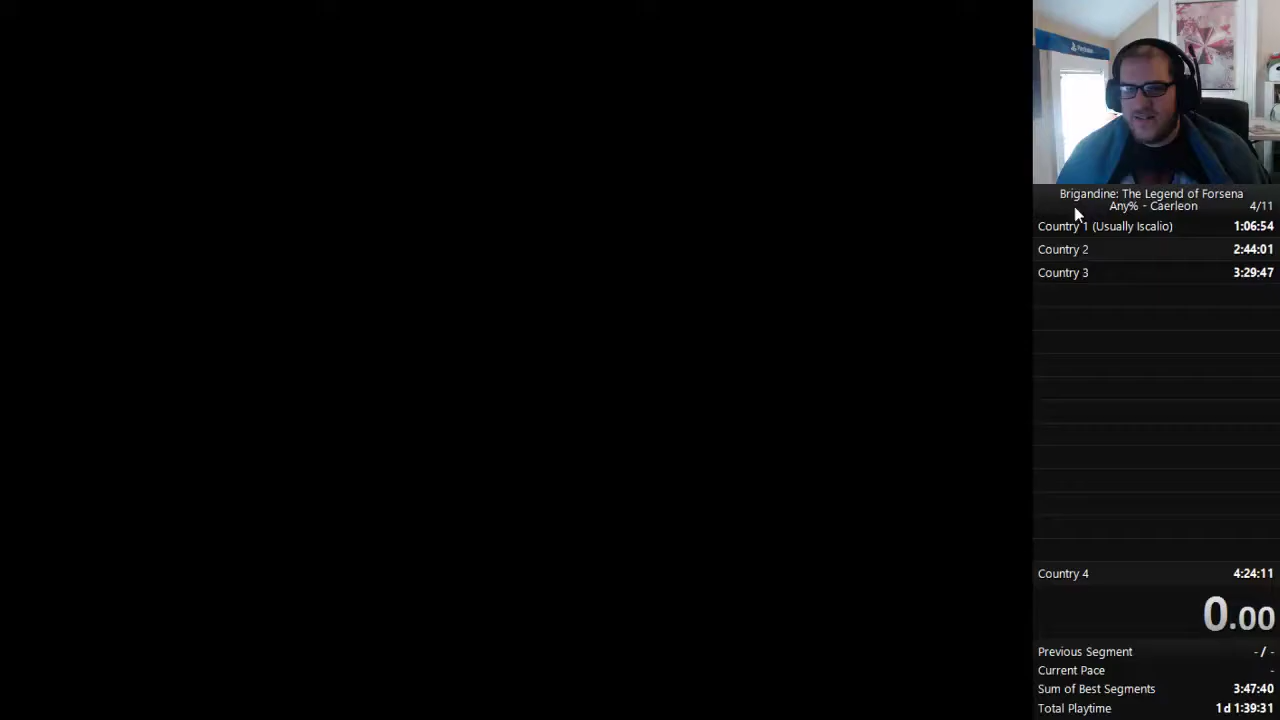 PlayStation
Brigandine: The Legend of Forsena
Any% - Caerleon 4/11
Country 1 (Usually Iscalio) 1:06:54
Country 2 2:44:01
Country 3 3:29:47
Country 4 4:24:11
0.00
Previous Segment - / -
Current Pace -
Sum of Best Segments 3:47:40
Total Playtime 1d 1:39:31